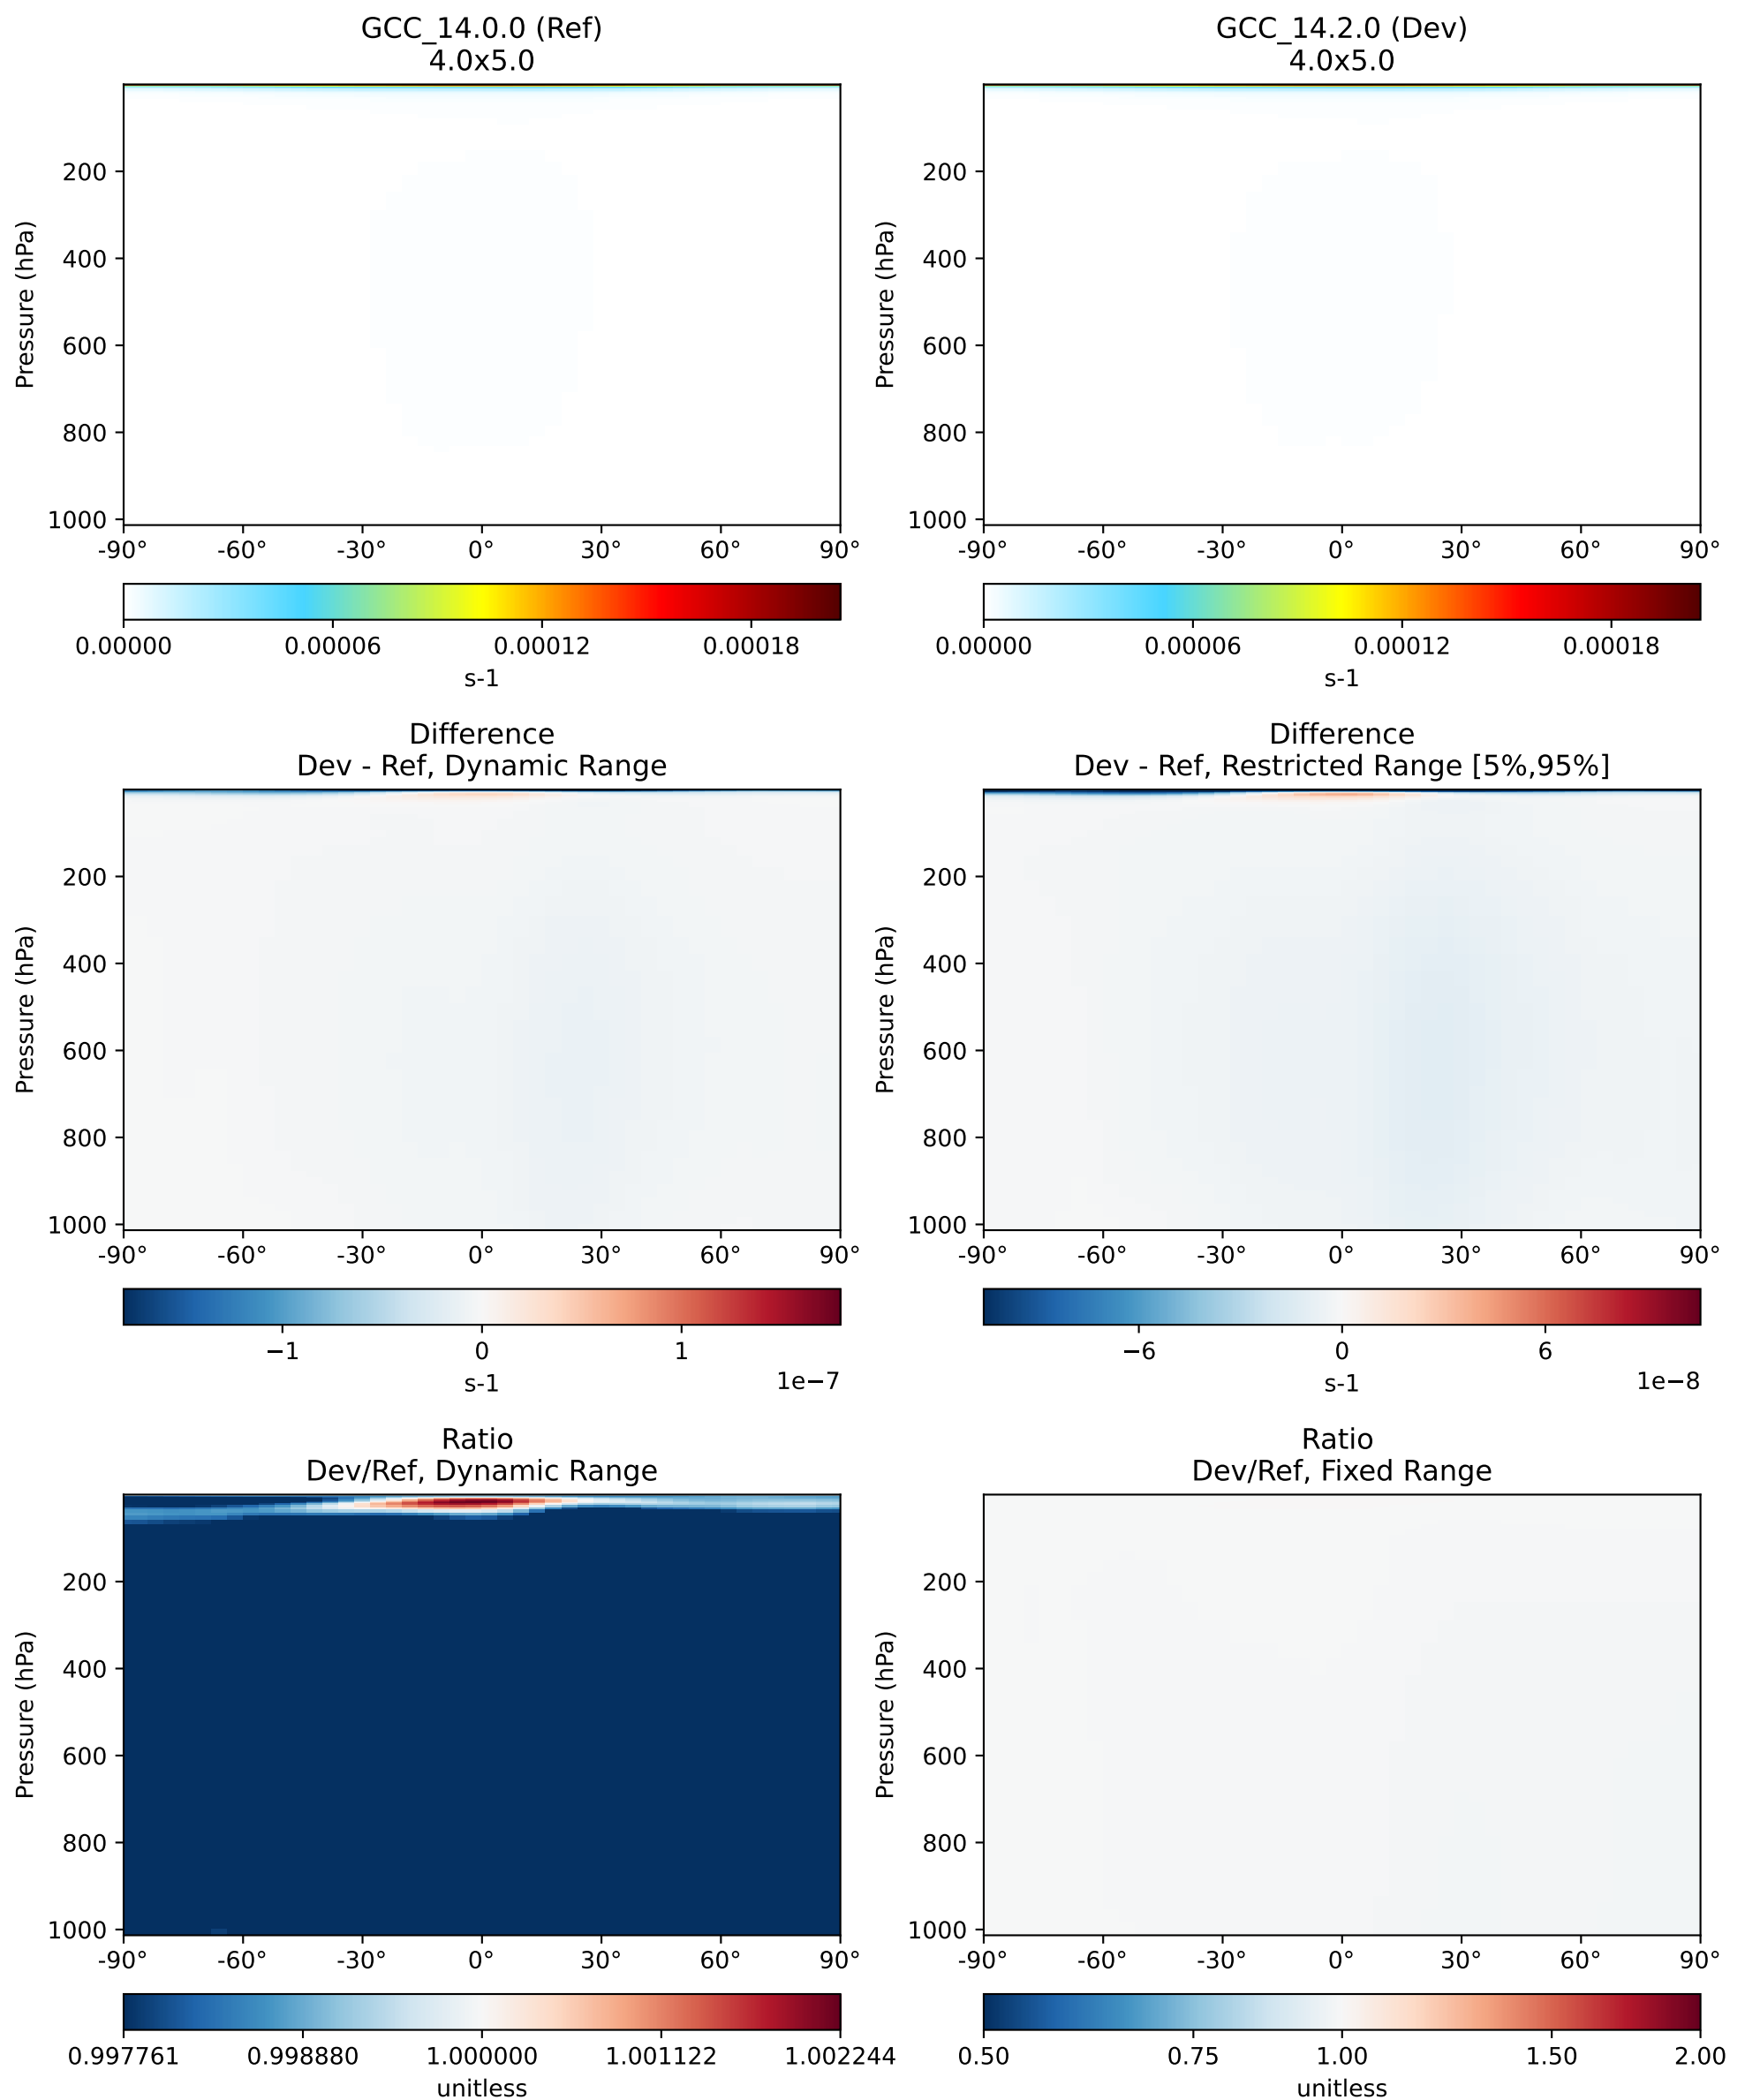 GCC_14.0.0 (Ref)
4.0x5.0
Pressure (hPa)
200
400
600
800
1000
-90° -60° -30° 0° 30° 60° 90°
0.00000 0.00006 0.00012 0.00018
s-1
GCC_14.2.0 (Dev)
4.0x5.0
Pressure (hPa)
200
400
600
800
1000
-90° -60° -30° 0° 30° 60° 90°
0.00000 0.00006 0.00012 0.00018
s-1
Difference
Dev - Ref, Dynamic Range
Pressure (hPa)
200
400
600
800
1000
-90° -60° -30° 0° 30° 60° 90°
−1 0 1
s-1 1e−7
Difference
Dev - Ref, Restricted Range [5%,95%]
Pressure (hPa)
200
400
600
800
1000
-90° -60° -30° 0° 30° 60° 90°
−6 0 6
s-1 1e−8
Ratio
Dev/Ref, Dynamic Range
Pressure (hPa)
200
400
600
800
1000
-90° -60° -30° 0° 30° 60° 90°
0.997761 0.998880 1.000000 1.001122 1.002244
unitless
Ratio
Dev/Ref, Fixed Range
Pressure (hPa)
200
400
600
800
1000
-90° -60° -30° 0° 30° 60° 90°
0.50 0.75 1.00 1.50 2.00
unitless